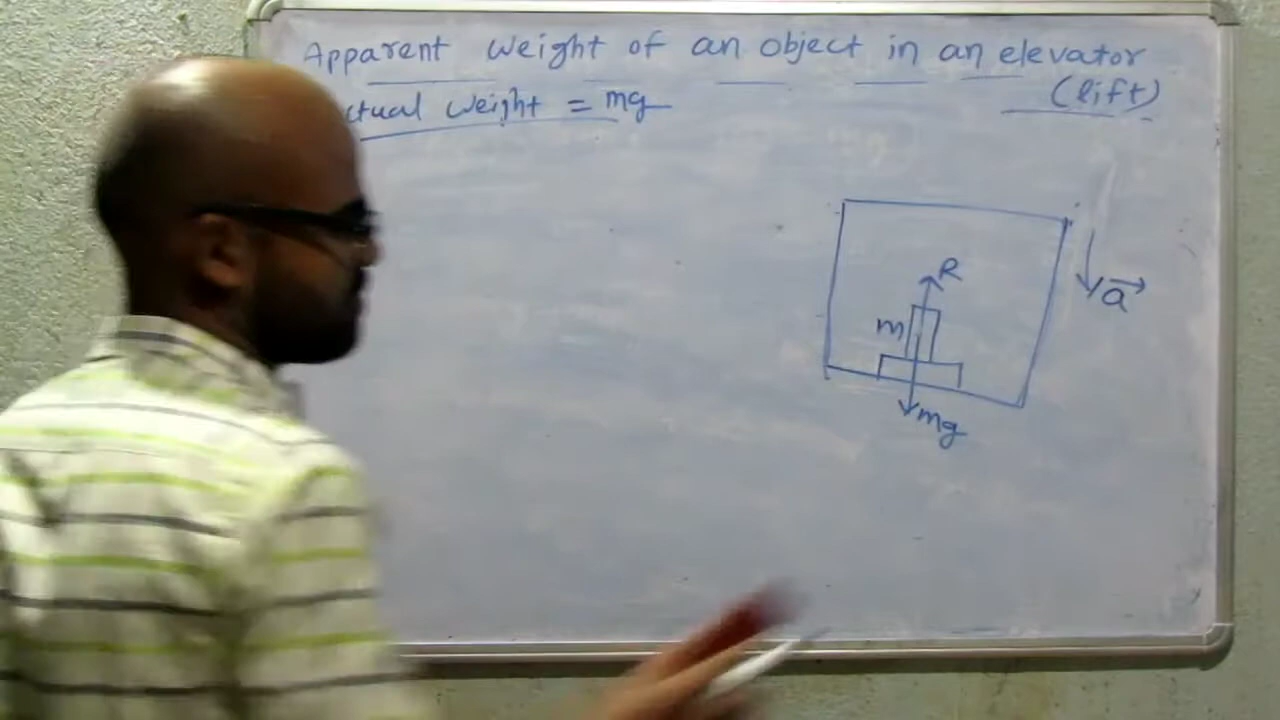 Apparent weight of an object in an elevator
(lift)
ctual weight = mg
R
m
a
mg